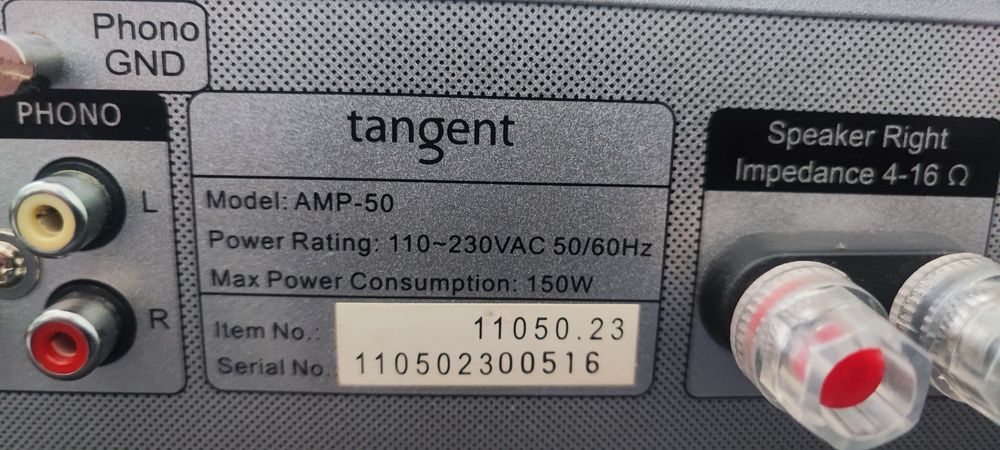 Phono
GND
PHONO
L
R
tangent
Model: AMP-50
Power Rating: 110~230VAC 50/60Hz
Max Power Consumption: 150W
Item No.: 11050.23
Serial No. 110502300516
Speaker Right
Impedance 4-16 Ω